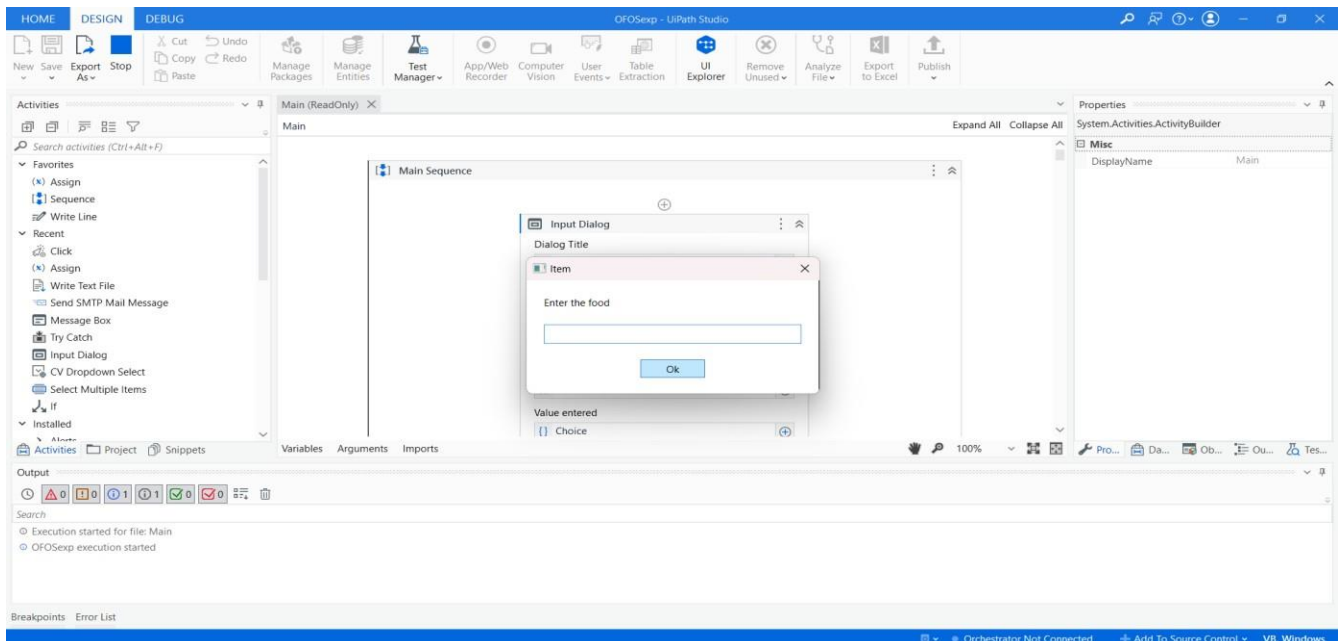 HOME DESIGN DEBUG OFOSexp - UiPath Studio
Cut Undo
Copy Redo
Paste
New Save Export As Stop Manage Packages Manage Entities Test Manager App/Web Recorder Computer Vision User Events Table Extraction UI Explorer Remove Unused Analyze File Export to Excel Publish
Activities
Search activities (Ctrl+Alt+F)
Favorites
Assign
Sequence
Write Line
Recent
Click
Assign
Write Text File
Send SMTP Mail Message
Message Box
Try Catch
Input Dialog
CV Dropdown Select
Select Multiple Items
If
Installed
Alerts
Activities Project Snippets
Main (ReadOnly)
Main Expand All Collapse All
Main Sequence
Input Dialog
Dialog Title
Item
Enter the food
Ok
Value entered
{} Choice
Variables Arguments Imports 100%
Properties
System.Activities.ActivityBuilder
Misc
DisplayName Main
Pro... Da... Ob... Ou... Tes...
Output
0 0 1 1 0 0
Search
Execution started for file: Main
OFOSexp execution started
Breakpoints Error List
Orchestrator Not Connected Add To Source Control VB Windows